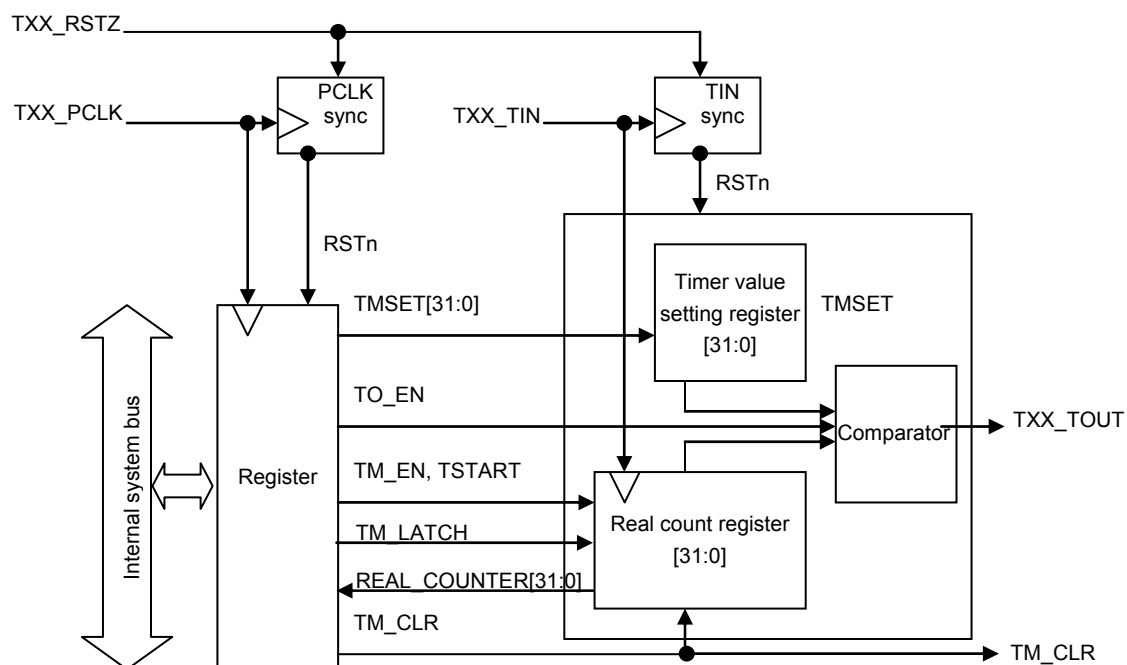 TXX_RSTZ
PCLK
sync
TIN
sync
TXX_PCLK
TXX_TIN
RSTn
RSTn
Timer value
setting register
[31:0]
TMSET
TMSET[31:0]
TO_EN
Comparator
TXX_TOUT
Internal system bus
Register
TM_EN, TSTART
Real count register
[31:0]
TM_LATCH
REAL_COUNTER[31:0]
TM_CLR
TM_CLR